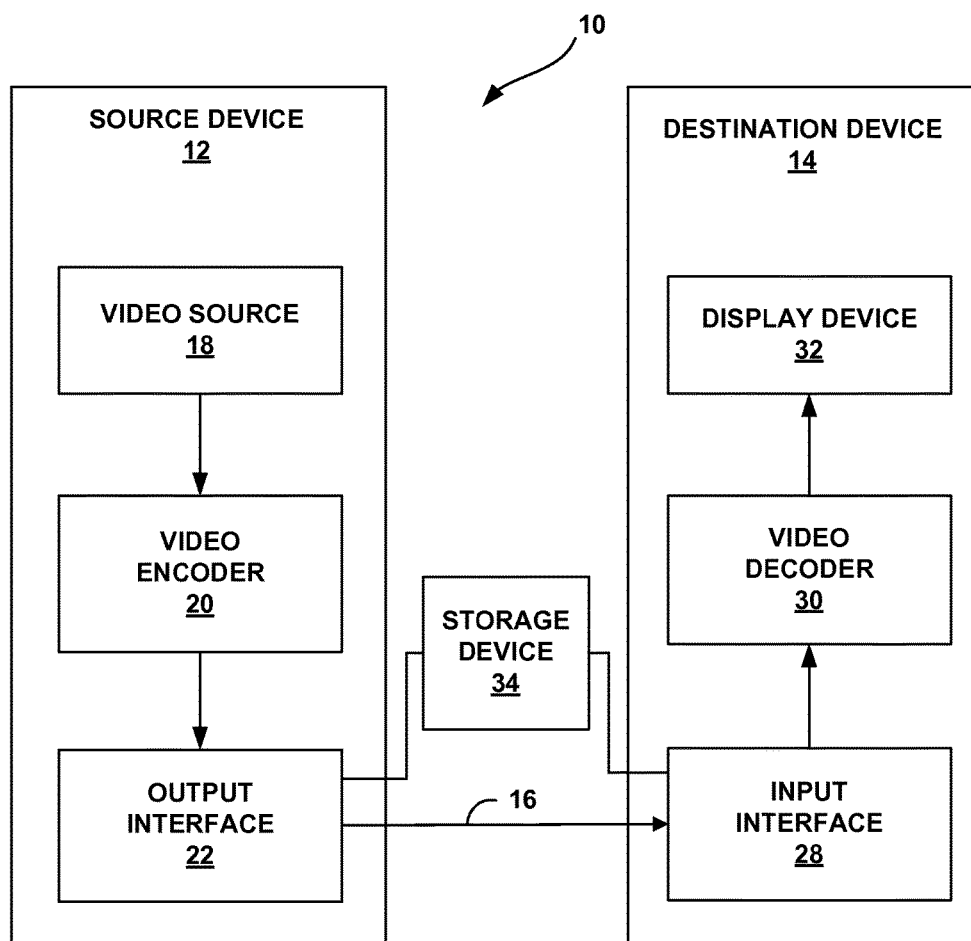 10
SOURCE DEVICE
12
VIDEO SOURCE
18
VIDEO
ENCODER
20
OUTPUT
INTERFACE
22
STORAGE
DEVICE
34
16
DESTINATION DEVICE
14
DISPLAY DEVICE
32
VIDEO
DECODER
30
INPUT
INTERFACE
28